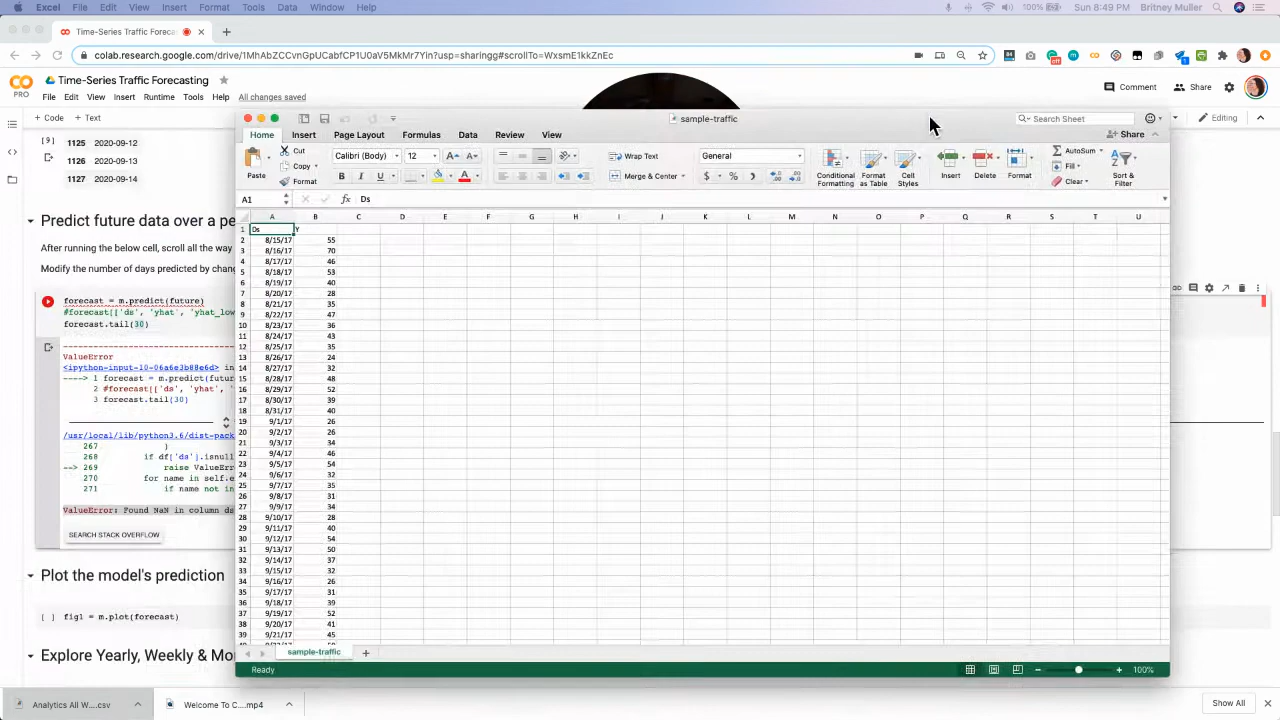 Excel File Edit View Insert Format Tools Data Window Help 100% Sun 8:49 PM Britney Muller
Time-Series Traffic Foreca
colab.research.google.com/drive/1MhAbZCCvnGpUCabfCP1U0aV5MkMr7Yin?usp=sharingg#scrollTo=WxsmE1kkZnEc
Time-Series Traffic Forecasting
PRO File Edit View Insert Runtime Tools Help All changes saved Comment Share
+ Code + Text Editing
[9] 1125 2020-09-12
1126 2020-09-13
1127 2020-09-14
Predict future data over a pe
After running the below cell, scroll all the way
Modify the number of days predicted by chang
forecast = m.predict(future)
#forecast[['ds', 'yhat', 'yhat_low
forecast.tail(30)
ValueError
<ipython-input-10-06a6e3b88e6d> in
----> 1 forecast = m.predict(futur
2 #forecast[['ds', 'yhat', '
3 forecast.tail(30)
/usr/local/lib/python3.6/dist-pack
267 )
268 if df['ds'].isnull
--> 269 raise ValueErro
270 for name in self.e
271 if name not in
ValueError: Found NaN in column ds
SEARCH STACK OVERFLOW
Plot the model's prediction
[ ] fig1 = m.plot(forecast)
Explore Yearly, Weekly & Mo
sample-traffic
Search Sheet
Home Insert Page Layout Formulas Data Review View Share
Paste Cut Copy Format
Calibri (Body) 12 A A
B I U
Wrap Text
Merge & Center
General
$ % )
Conditional Formatting
Format as Table
Cell Styles
Insert Delete Format
AutoSum
Fill
Clear
Sort & Filter
A1 fx Ds
A B C D E F G H I J K L M N O P Q R S T U
1 Ds Y
2 8/15/17 55
3 8/16/17 70
4 8/17/17 46
5 8/18/17 53
6 8/19/17 40
7 8/20/17 28
8 8/21/17 35
9 8/22/17 47
10 8/23/17 36
11 8/24/17 43
12 8/25/17 35
13 8/26/17 24
14 8/27/17 32
15 8/28/17 48
16 8/29/17 52
17 8/30/17 39
18 8/31/17 40
19 9/1/17 26
20 9/2/17 26
21 9/3/17 34
22 9/4/17 46
23 9/5/17 54
24 9/6/17 32
25 9/7/17 35
26 9/8/17 31
27 9/9/17 34
28 9/10/17 28
29 9/11/17 40
30 9/12/17 54
31 9/13/17 50
32 9/14/17 37
33 9/15/17 32
34 9/16/17 26
35 9/17/17 31
36 9/18/17 39
37 9/19/17 52
38 9/20/17 41
39 9/21/17 45
sample-traffic
Ready 100%
Analytics All W....csv Welcome To C....mp4 Show All